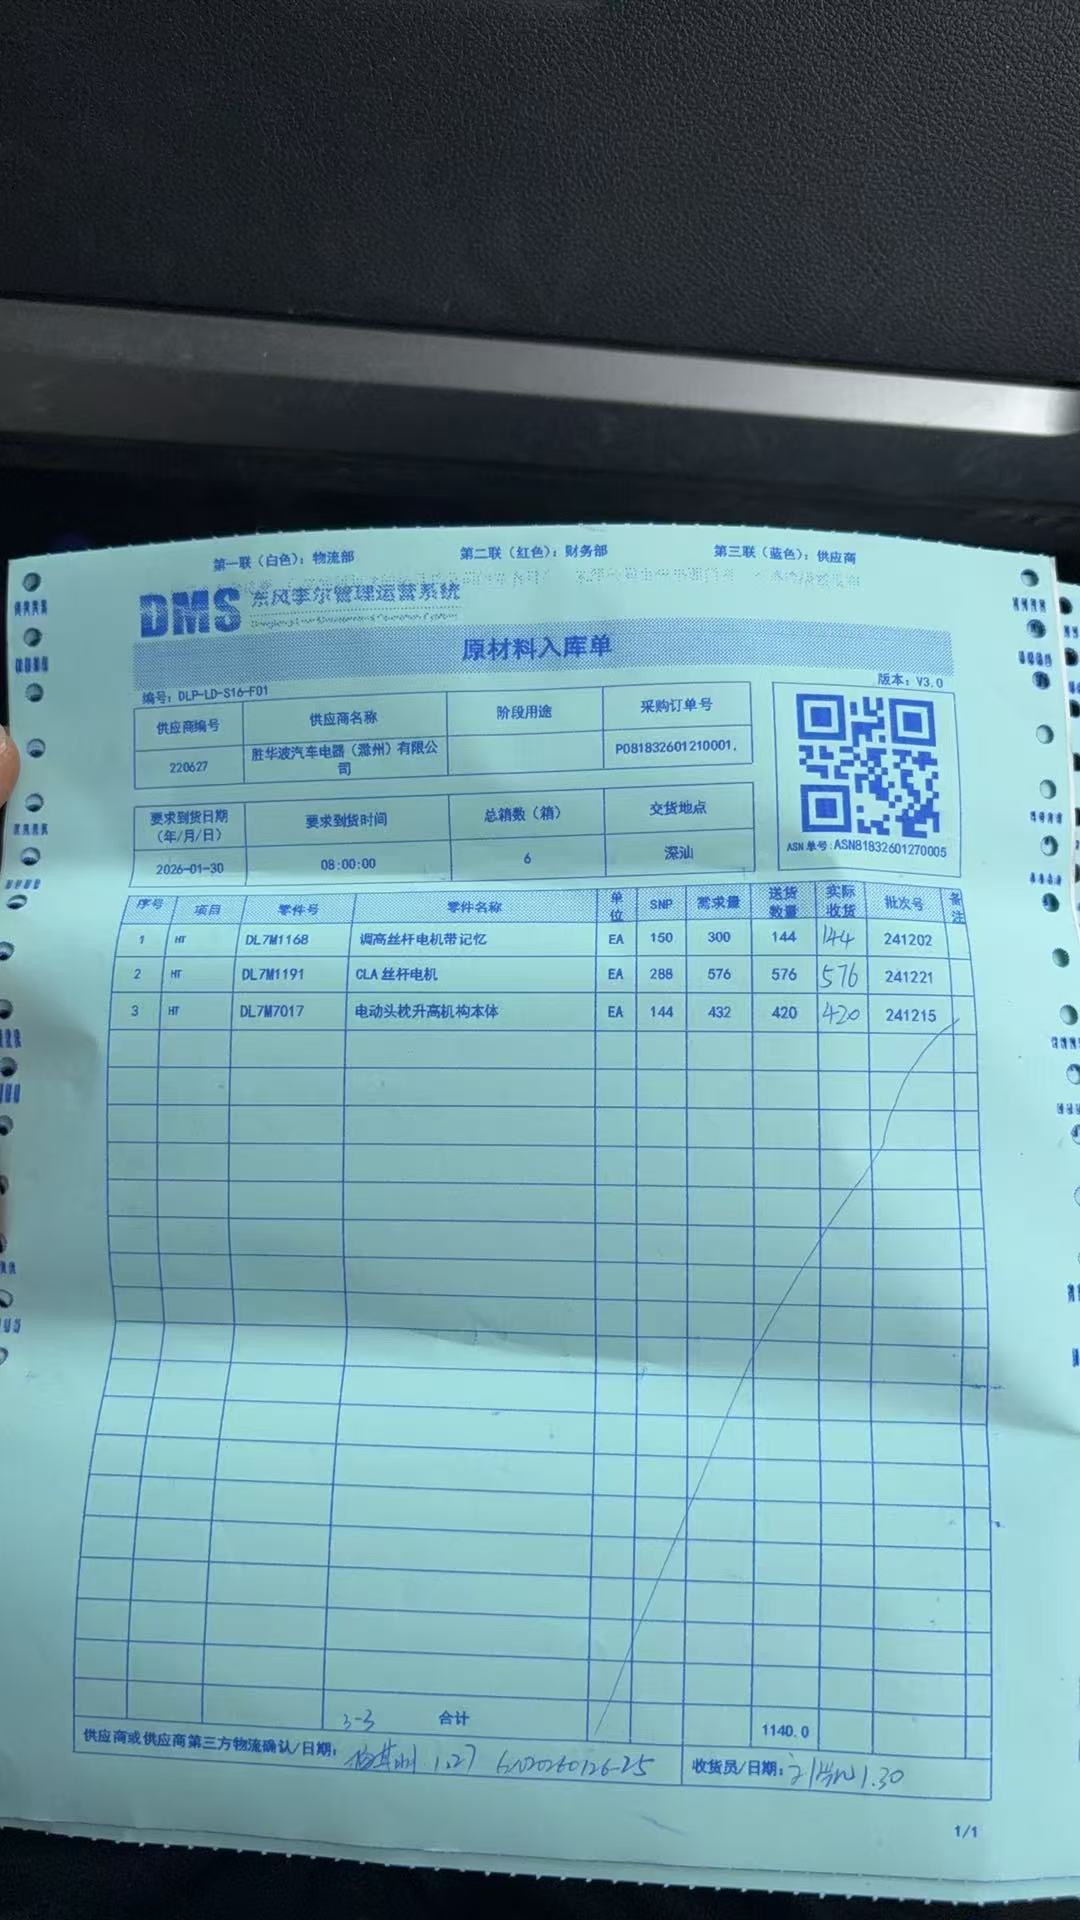 第一联（白色）：物流部 第二联（红色）：财务部 第三联（蓝色）：供应商
DMS 东风李尔管理运营系统
原材料入库单
编号：DLP-LD-S16-F01 版本：V3.0
供应商编号 供应商名称 阶段用途 采购订单号
220627 胜华波汽车电器（滁州）有限公司 P081832601210001,
要求到货日期（年/月/日） 要求到货时间 总箱数（箱） 交货地点
2026-01-30 08:00:00 6 深汕
ASN 单号：ASN81832601270005
序号 项目 零件号 零件名称 单位 SNP 需求量 送货数量 实际收货 批次号 备注
1 HT DL7M1168 调高丝杆电机带记忆 EA 150 300 144 144 241202
2 HT DL7M1191 CLA 丝杆电机 EA 288 576 576 576 241221
3 HT DL7M7017 电动头枕升高机构本体 EA 144 432 420 420 241215
3-3 合计 1140.0
供应商或供应商第三方物流确认/日期： 1.27 收货员/日期： 1.30
1/1